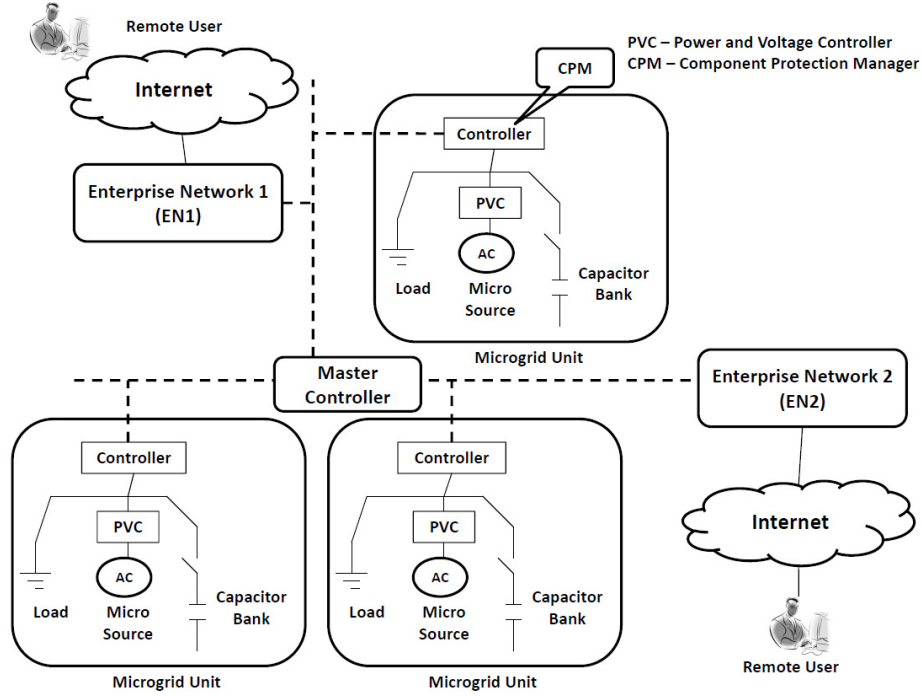 Remote User
Internet
Enterprise Network 1
(EN1)
PVC – Power and Voltage Controller
CPM – Component Protection Manager
CPM
Controller
PVC
AC
Load
Micro
Source
Capacitor
Bank
Microgrid Unit
Master
Controller
Enterprise Network 2
(EN2)
Controller
PVC
AC
Load
Micro
Source
Capacitor
Bank
Microgrid Unit
Controller
PVC
AC
Load
Micro
Source
Capacitor
Bank
Microgrid Unit
Internet
Remote User